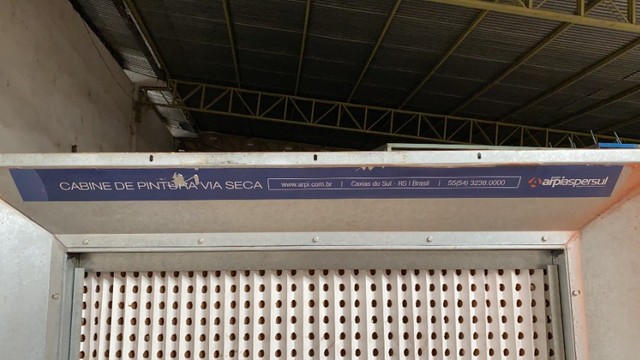 CABINE DE PINTURA VIA SECA www.arpi.com.br | Caxias do Sul - RS | Brasil | 55(54) 3238.0000 arpiaspersul